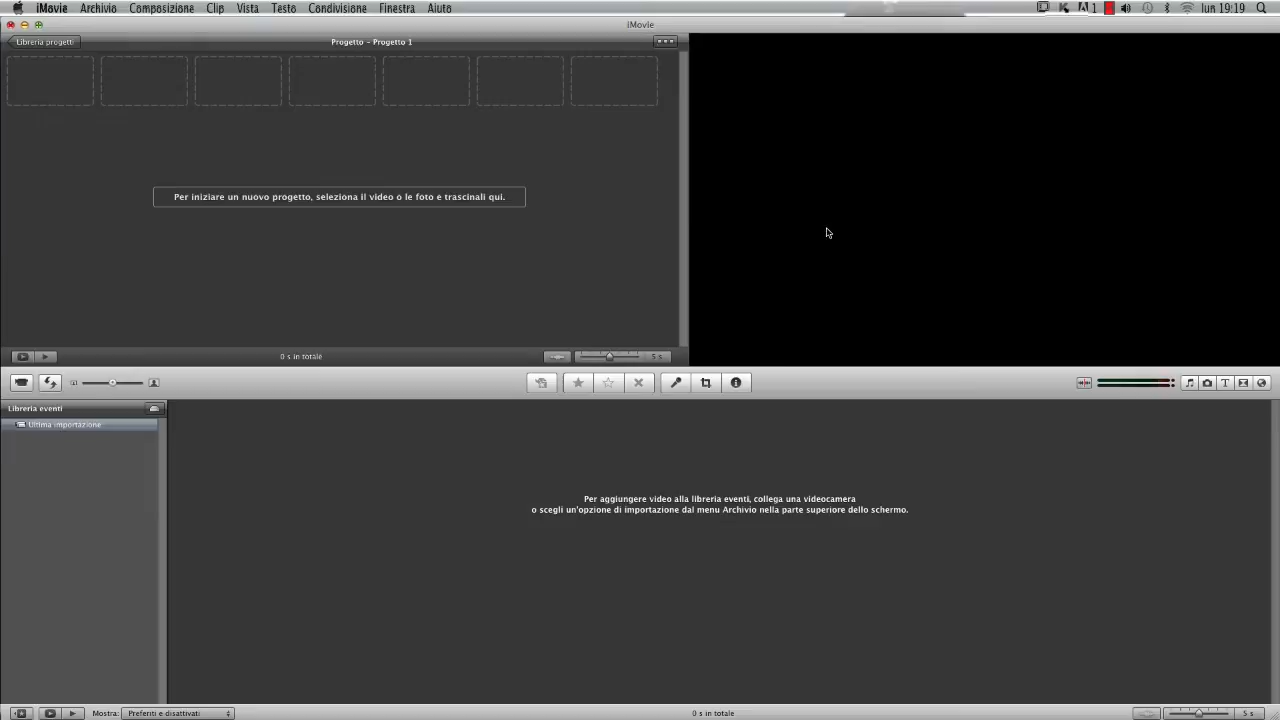 iMovie Archivio Composizione Clip Vista Testo Condivisione Finestra Aiuto
1 lun 19:19
iMovie
Libreria progetti
Progetto - Progetto 1
Per iniziare un nuovo progetto, seleziona il video o le foto e trascinali qui.
0 s in totale
5 s
Libreria eventi
Ultima importazione
Per aggiungere video alla libreria eventi, collega una videocamera
o scegli un'opzione di importazione dal menu Archivio nella parte superiore dello schermo.
Mostra: Preferiti e disattivati
0 s in totale
5 s